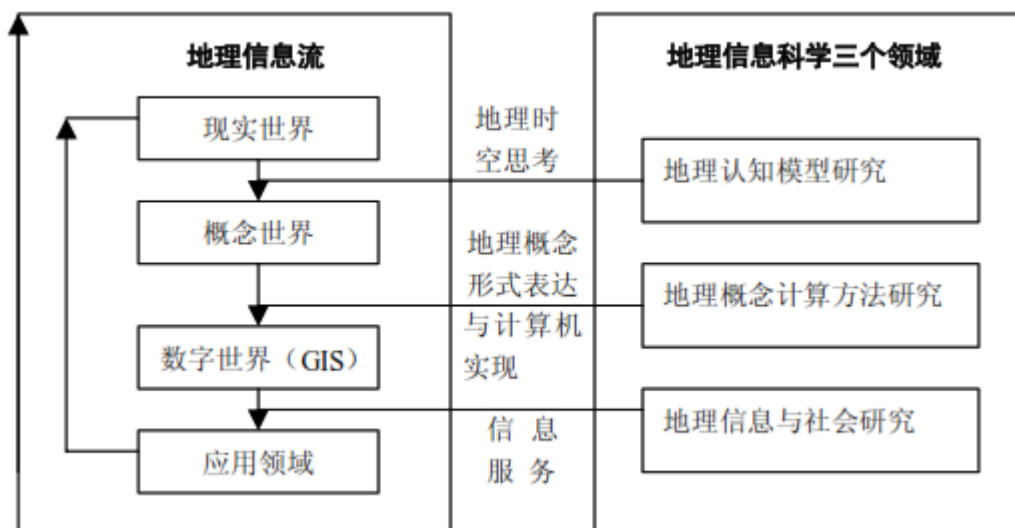 地理信息流
现实世界
概念世界
数字世界（GIS）
应用领域
地理时
空思考
地理概念
形式表达
与计算机
实现
信 息
服 务
地理信息科学三个领域
地理认知模型研究
地理概念计算方法研究
地理信息与社会研究